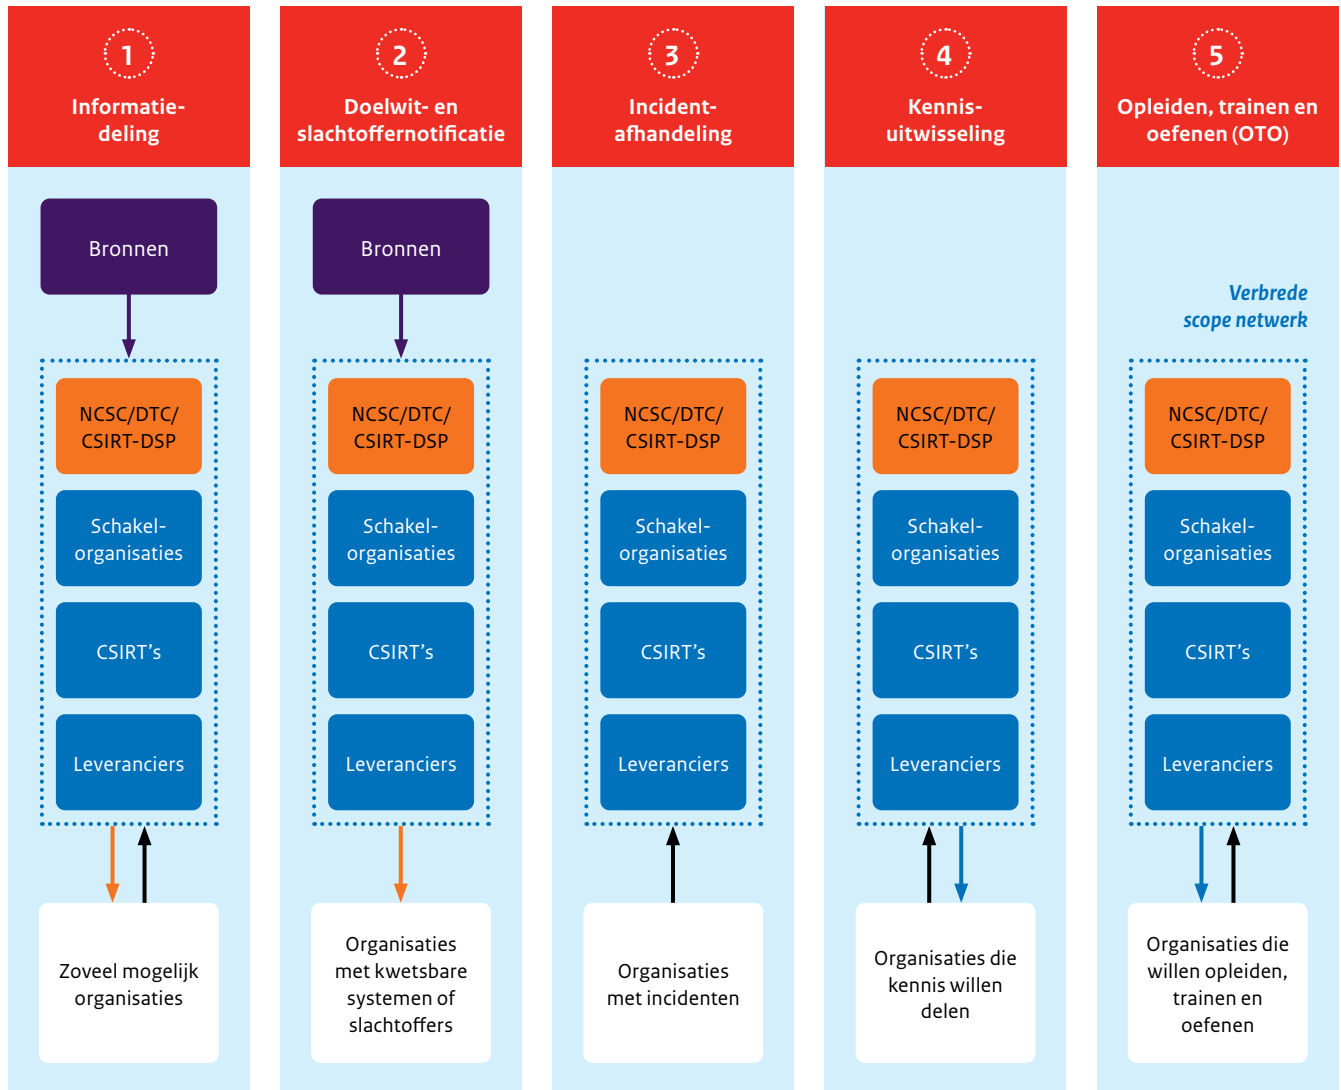 1
Informatie-
deling
Bronnen
NCSC/DTC/
CSIRT-DSP
Schakel-
organisaties
CSIRT's
Leveranciers
Zoveel mogelijk
organisaties
2
Doelwit- en
slachtoffernotificatie
Bronnen
NCSC/DTC/
CSIRT-DSP
Schakel-
organisaties
CSIRT's
Leveranciers
Organisaties
met kwetsbare
systemen of
slachtoffers
3
Incident-
afhandeling
NCSC/DTC/
CSIRT-DSP
Schakel-
organisaties
CSIRT's
Leveranciers
Organisaties
met incidenten
4
Kennis-
uitwisseling
NCSC/DTC/
CSIRT-DSP
Schakel-
organisaties
CSIRT's
Leveranciers
Organisaties die
kennis willen
delen
5
Opleiden, trainen en
oefenen (OTO)
Verbrede
scope netwerk
NCSC/DTC/
CSIRT-DSP
Schakel-
organisaties
CSIRT's
Leveranciers
Organisaties die
willen opleiden,
trainen en
oefenen